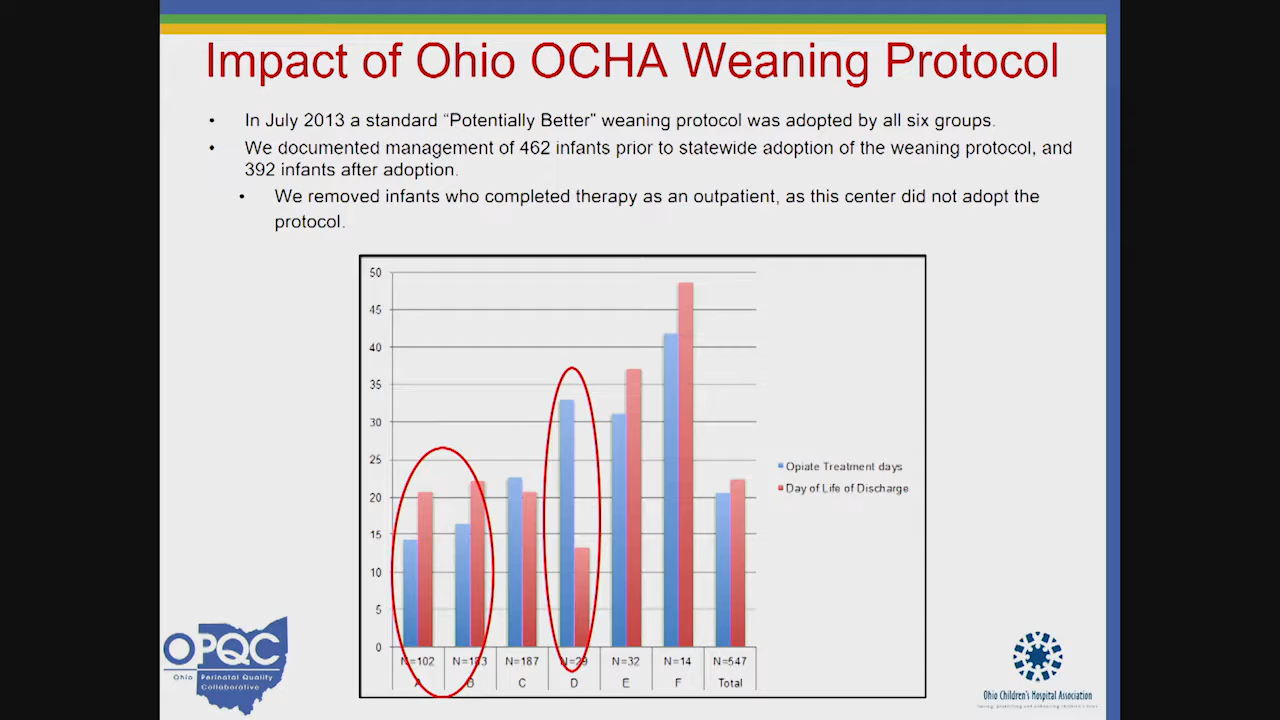 Impact of Ohio OCHA Weaning Protocol
• In July 2013 a standard “Potentially Better” weaning protocol was adopted by all six groups.
• We documented management of 462 infants prior to statewide adoption of the weaning protocol, and
392 infants after adoption.
• We removed infants who completed therapy as an outpatient, as this center did not adopt the
protocol.
50
45
40
35
30
25
20
15
10
5
0
Opiate Treatment days
Day of Life of Discharge
N=102 N=183 N=187 N=29 N=32 N=14 N=547
A B C D E F Total
OPQC
Ohio Perinatal Quality
Collaborative
Ohio Children's Hospital Association